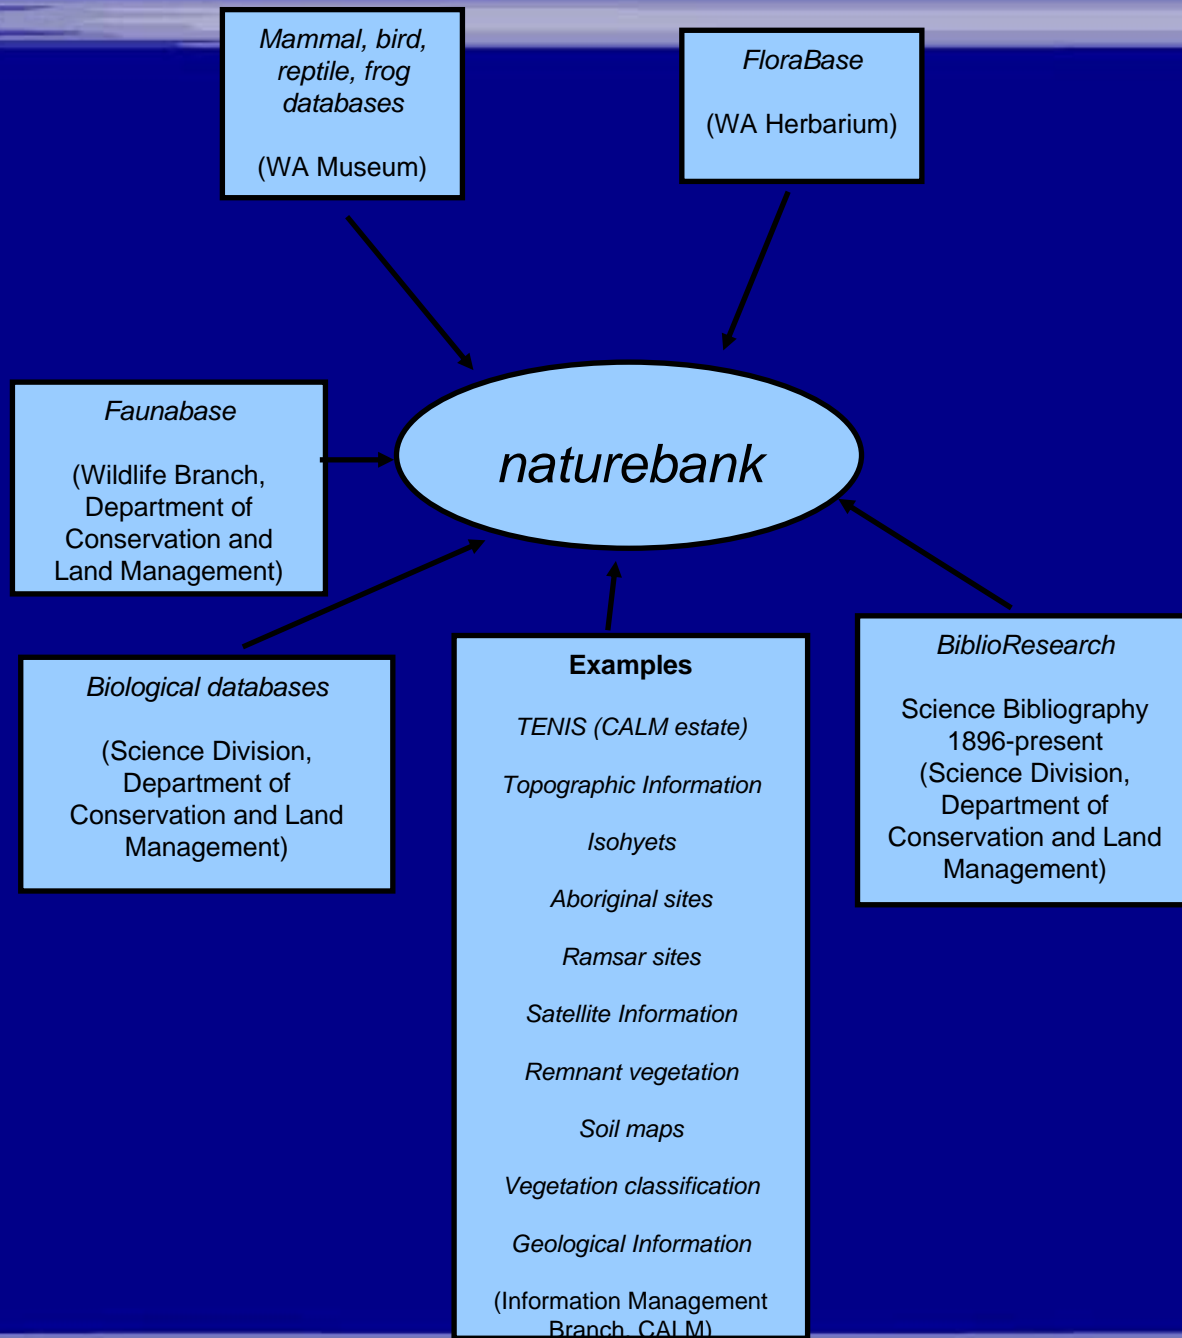 Mammal, bird,
reptile, frog
databases
(WA Museum)
FloraBase
(WA Herbarium)
naturebank
Faunabase
(Wildlife Branch,
Department of
Conservation and
Land Management)
Biological databases
(Science Division,
Department of
Conservation and Land
Management)
Examples
TENIS (CALM estate)
Topographic Information
Isohyets
Aboriginal sites
Ramsar sites
Satellite Information
Remnant vegetation
Soil maps
Vegetation classification
Geological Information
(Information Management
Branch, CALM)
BiblioResearch
Science Bibliography
1896-present
(Science Division,
Department of
Conservation and Land
Management)